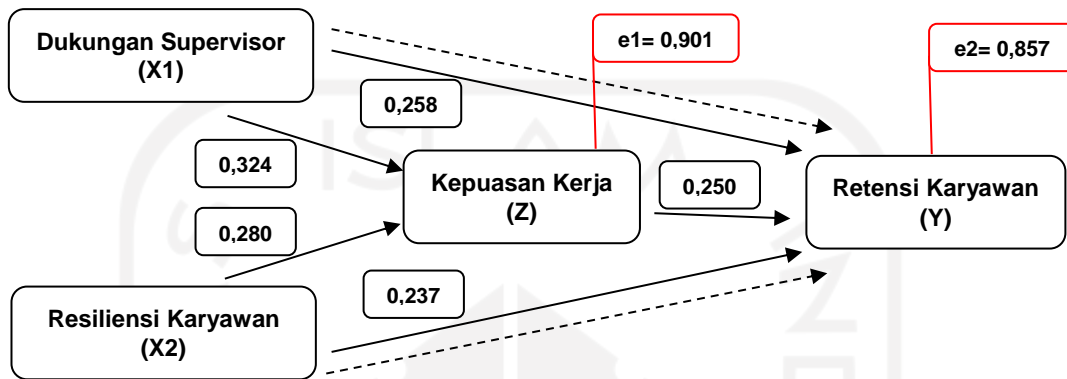 Dukungan Supervisor
(X1)
e1= 0,901
e2= 0,857
0,258
0,324
Kepuasan Kerja
(Z)
0,250
Retensi Karyawan
(Y)
0,280
0,237
Resiliensi Karyawan
(X2)
ISLAM